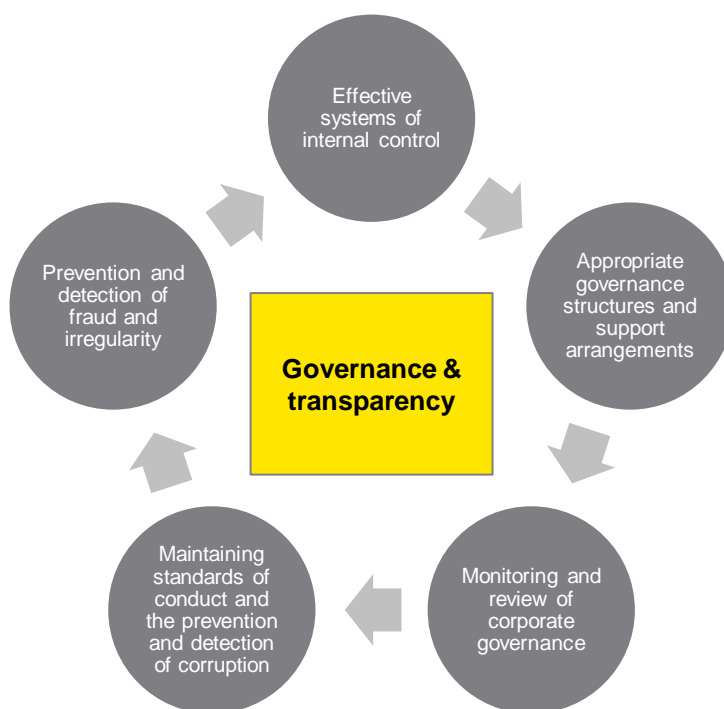 Effective
systems of
internal control
Appropriate
governance
structures and
support
arrangements
Monitoring and
review of
corporate
governance
Maintaining
standards of
conduct and
the prevention
and detection
of corruption
Prevention and
detection of
fraud and
irregularity
Governance &
transparency